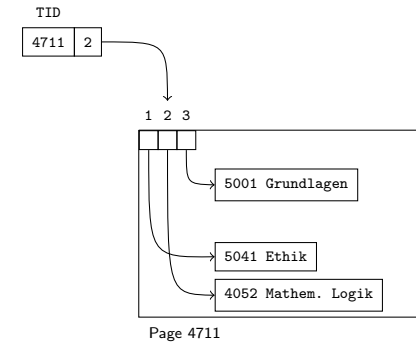 TID
4711 2
1 2 3
5001 Grundlagen
5041 Ethik
4052 Mathem. Logik
Page 4711